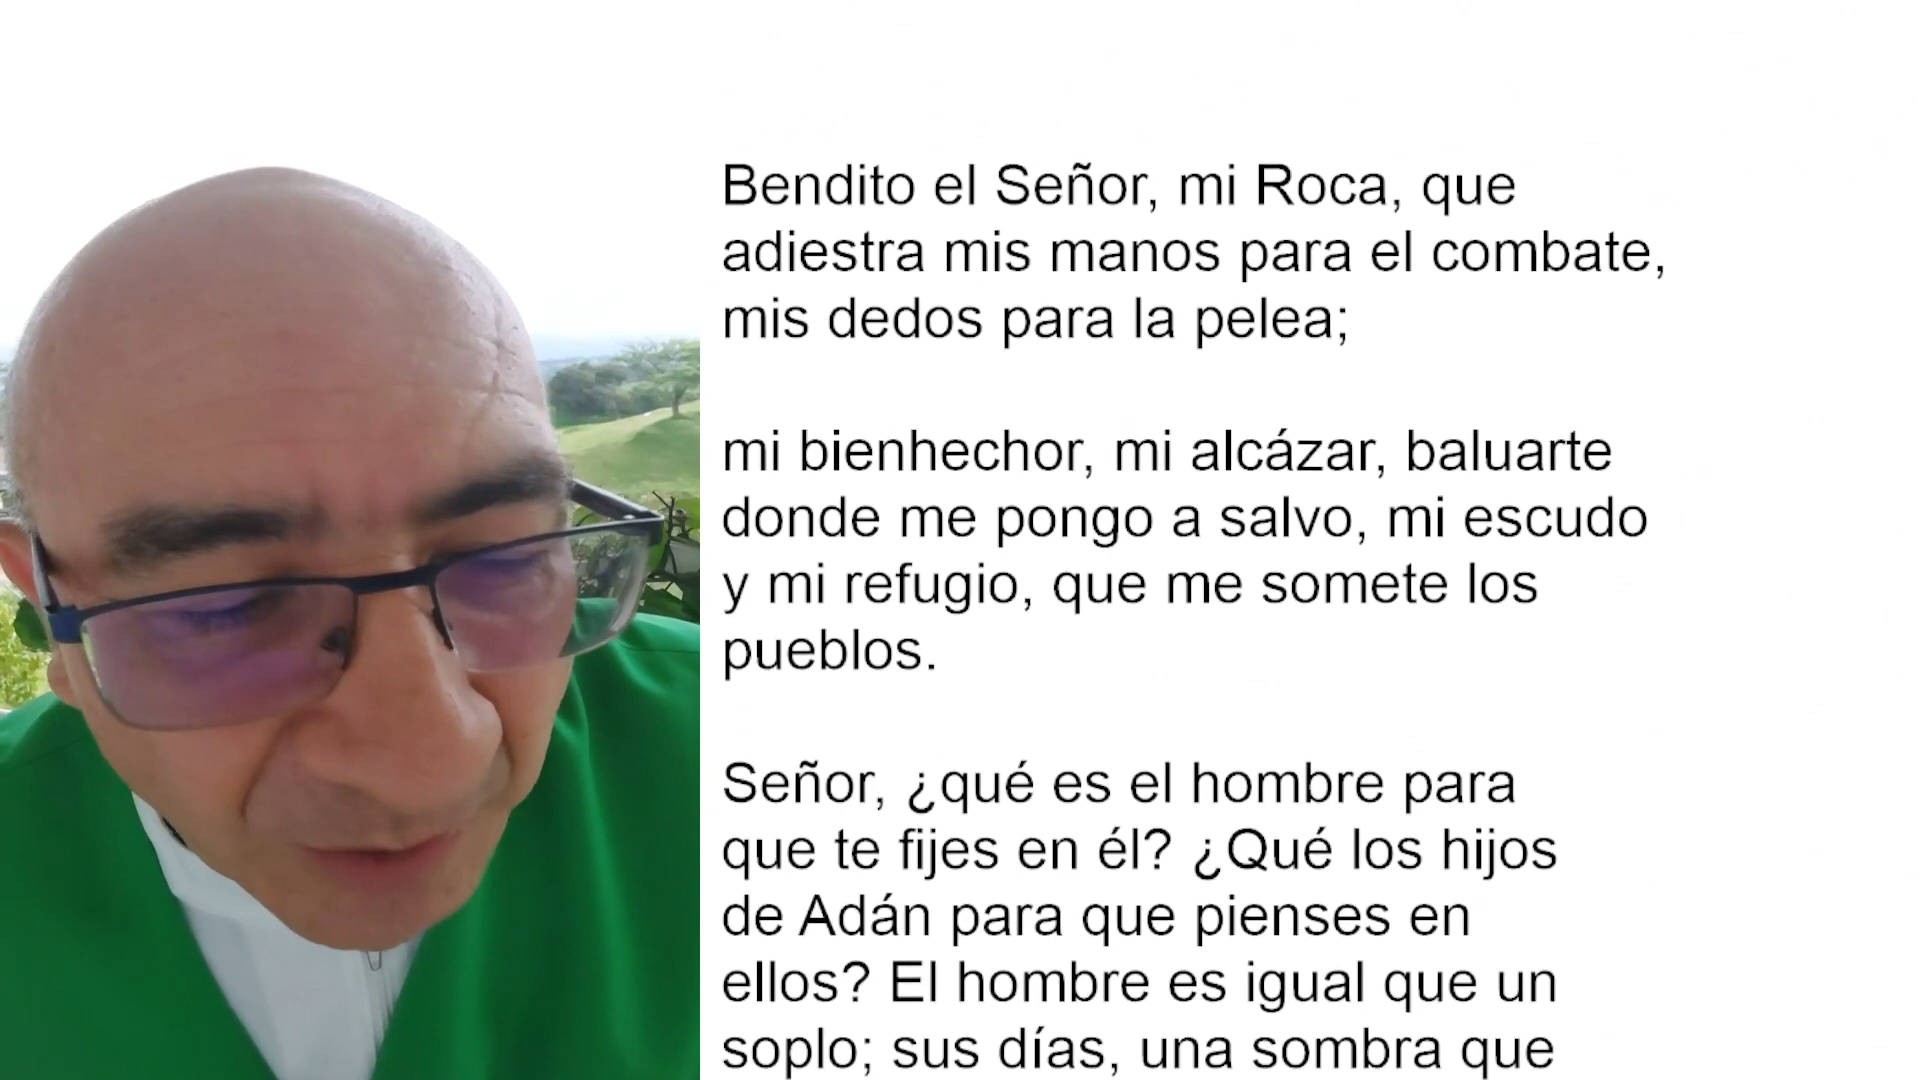 Bendito el Señor, mi Roca, que
adiestra mis manos para el combate,
mis dedos para la pelea;
mi bienhechor, mi alcázar, baluarte
donde me pongo a salvo, mi escudo
y mi refugio, que me somete los
pueblos.
Señor, ¿qué es el hombre para
que te fijes en él? ¿Qué los hijos
de Adán para que pienses en
ellos? El hombre es igual que un
soplo; sus días, una sombra que